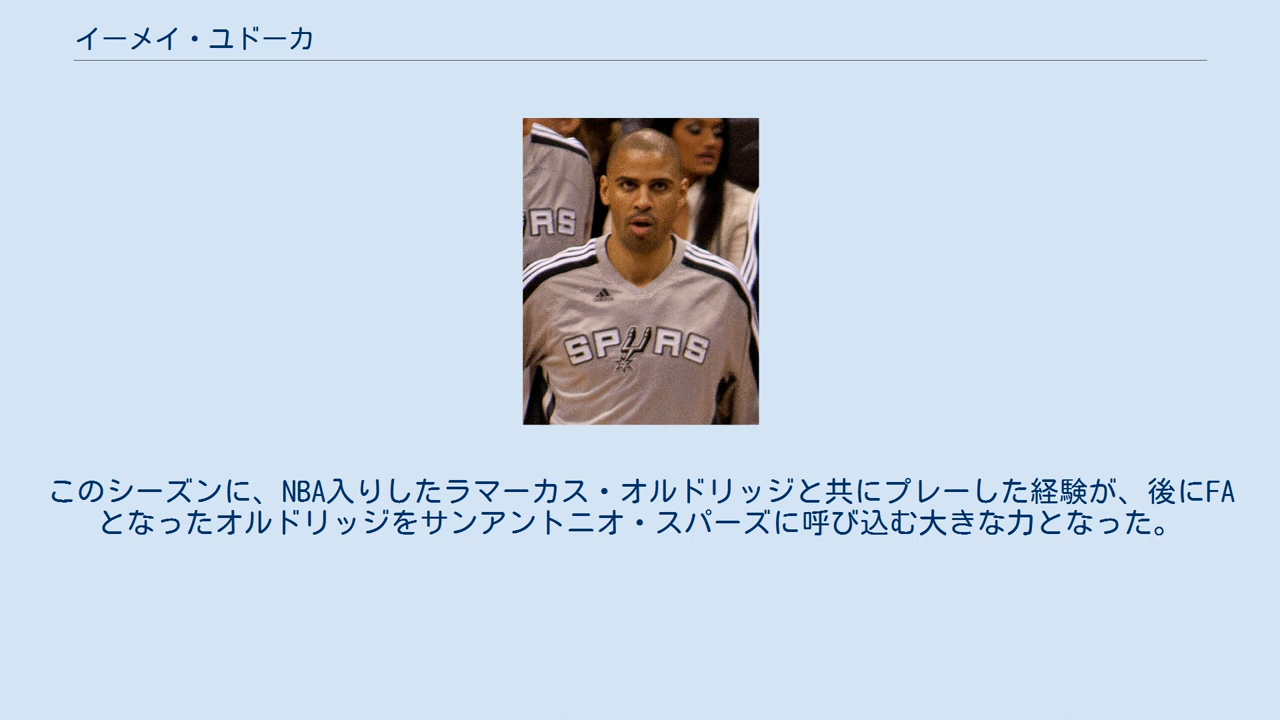 イーメイ・ユドーカ
RS
SPURS
このシーズンに、NBA入りしたラマーカス・オルドリッジと共にプレーした経験が、後にFA
となったオルドリッジをサンアントニオ・スパーズに呼び込む大きな力となった。